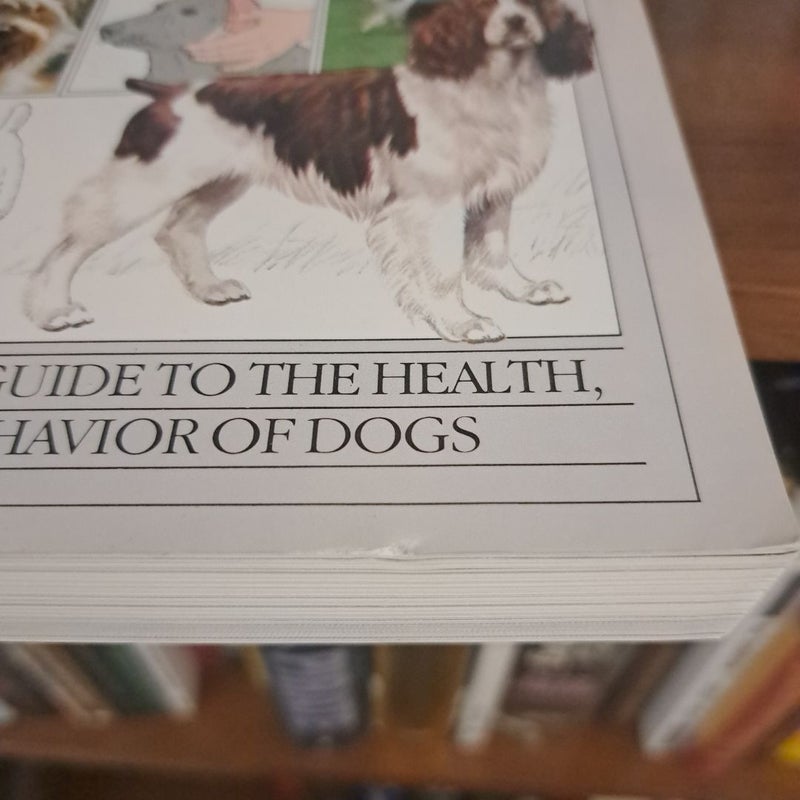 GUIDE TO THE HEALTH,
HAVIOR OF DOGS